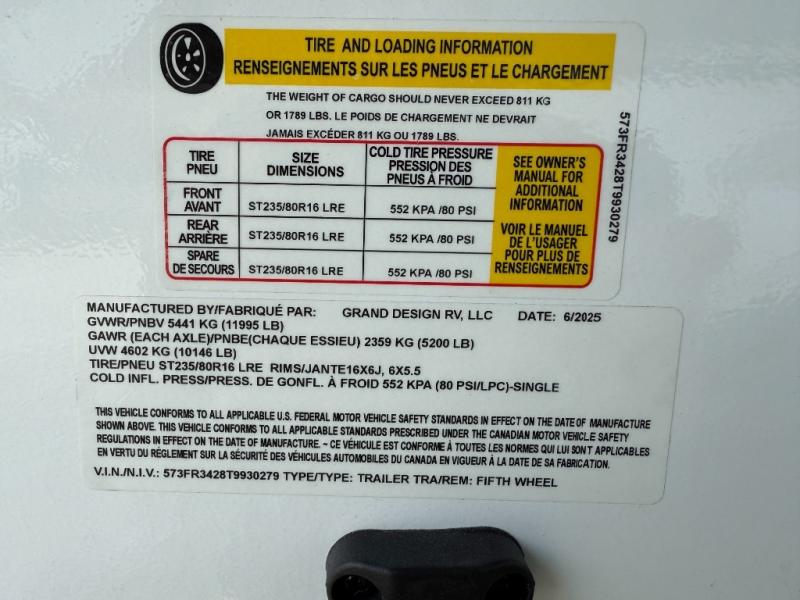 TIRE AND LOADING INFORMATION
RENSEIGNEMENTS SUR LES PNEUS ET LE CHARGEMENT
THE WEIGHT OF CARGO SHOULD NEVER EXCEED 811 KG
OR 1789 LBS. LE POIDS DE CHARGEMENT NE DEVRAIT
JAMAIS EXCÉDER 811 KG OU 1789 LBS.
TIRE
PNEU
SIZE
DIMENSIONS
COLD TIRE PRESSURE
PRESSION DES
PNEUS À FROID
FRONT
AVANT
ST235/80R16 LRE
552 KPA /80 PSI
REAR
ARRIÈRE
ST235/80R16 LRE
552 KPA /80 PSI
SPARE
DE SECOURS
ST235/80R16 LRE
552 KPA /80 PSI
SEE OWNER'S
MANUAL FOR
ADDITIONAL
INFORMATION
VOIR LE MANUEL
DE L'USAGER
POUR PLUS DE
RENSEIGNEMENTS
573FR3428T9930279
MANUFACTURED BY/FABRIQUÉ PAR: GRAND DESIGN RV, LLC DATE: 6/2025
GVWR/PNBV 5441 KG (11995 LB)
GAWR (EACH AXLE)/PNBE(CHAQUE ESSIEU) 2359 KG (5200 LB)
UVW 4602 KG (10146 LB)
TIRE/PNEU ST235/80R16 LRE RIMS/JANTE16X6J, 6X5.5
COLD INFL. PRESS/PRESS. DE GONFL. À FROID 552 KPA (80 PSI/LPC)-SINGLE
THIS VEHICLE CONFORMS TO ALL APPLICABLE U.S. FEDERAL MOTOR VEHICLE SAFETY STANDARDS IN EFFECT ON THE DATE OF MANUFACTURE
SHOWN ABOVE. THIS VEHICLE CONFORMS TO ALL APPLICABLE STANDARDS PRESCRIBED UNDER THE CANADIAN MOTOR VEHICLE SAFETY
REGULATIONS IN EFFECT ON THE DATE OF MANUFACTURE. ~ CE VÉHICULE EST CONFORME À TOUTES LES NORMES QUI LUI SONT APPLICABLES
EN VERTU DU RÉGLEMENT SUR LA SÉCURITÉ DES VÉHICULES AUTOMOBILES DU CANADA EN VIGUEUR À LA DATE DE SA FABRICATION.
V.I.N./N.I.V.: 573FR3428T9930279 TYPE/TYPE: TRAILER TRA/REM: FIFTH WHEEL